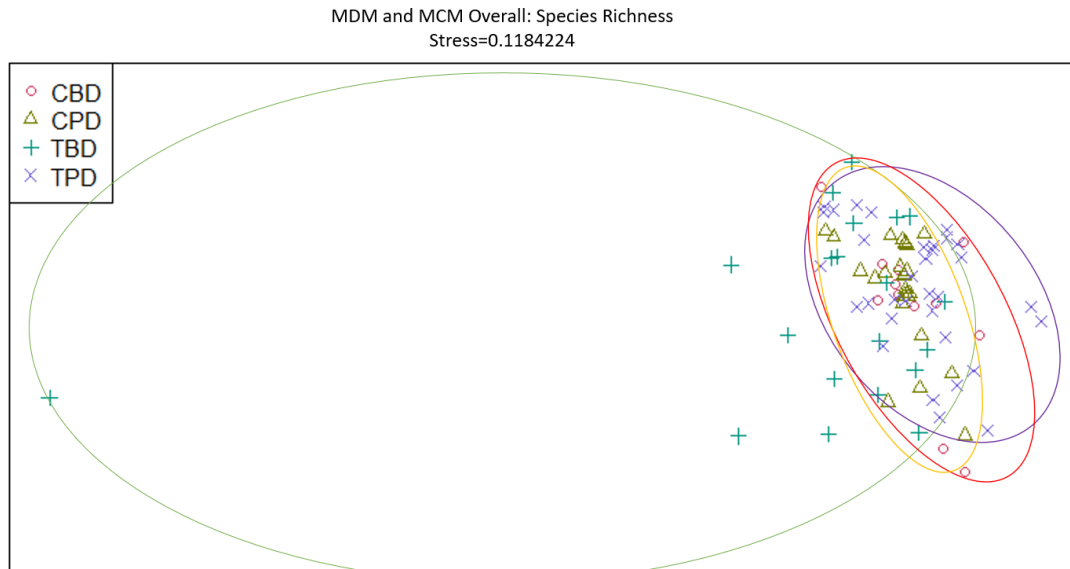 MDM and MCM Overall: Species Richness
Stress=0.1184224
CBD
CPD
TBD
TPD